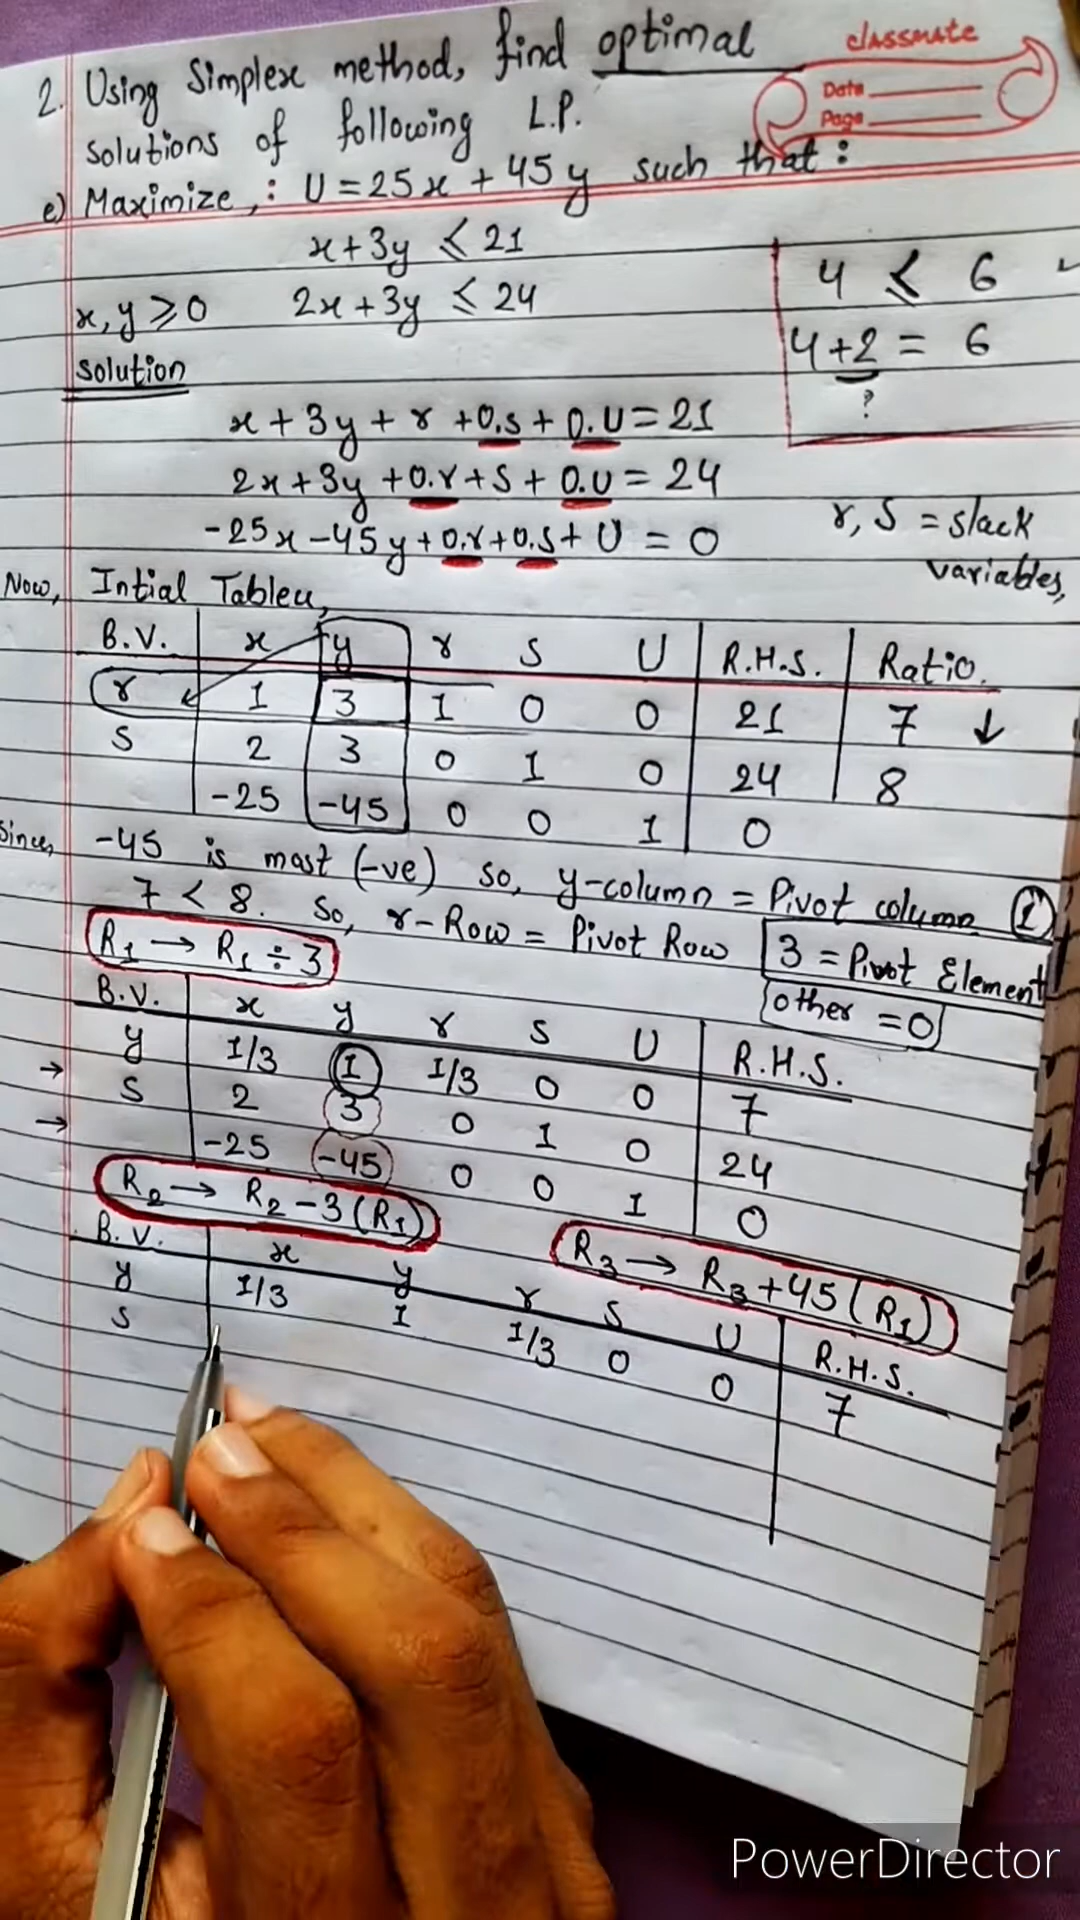 classmate
Date
Page
2. Using Simplex method, find optimal
solutions of following L.P.
e) Maximize,: U = 25x + 45y such that:
x + 3y ≤ 21
x, y ≥ 0 2x + 3y ≤ 24
4 ≤ 6
4+2 = 6
?
Solution
x + 3y + r + 0.s + 0.U = 21
2x + 3y + 0.r + s + 0.U = 24
-25x - 45y + 0.r + 0.s + U = 0
r, s = slack
variables,
Now, Intial Tableu,
B.V. x y r s U R.H.S. Ratio.
r 1 3 1 0 0 21 7 ↓
s 2 3 0 1 0 24 8
-25 -45 0 0 1 0
Since, -45 is most (-ve) so, y-column = Pivot column ①
7 < 8. So, r-Row = Pivot Row 3 = Pivot Element
other = 0
R₁ → R₁ ÷ 3
B.V. x y r s U R.H.S.
y 1/3 1 1/3 0 0 7
→ s 2 3 0 1 0 24
→ -25 -45 0 0 1 0
R₂ → R₂ - 3(R₁) R₃ → R₃ + 45(R₁)
B.V. x y r s U R.H.S.
y 1/3 1 1/3 0 0 7
s
PowerDirector